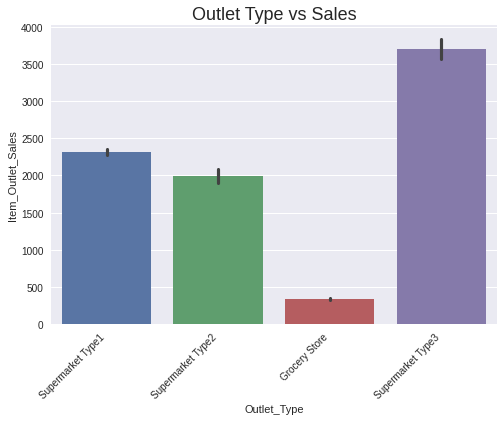 Outlet Type vs Sales
4000
3500
3000
2500
2000
1500
1000
500
0
Item_Outlet_Sales
Supermarket Type1
Supermarket Type2
Grocery Store
Supermarket Type3
Outlet_Type